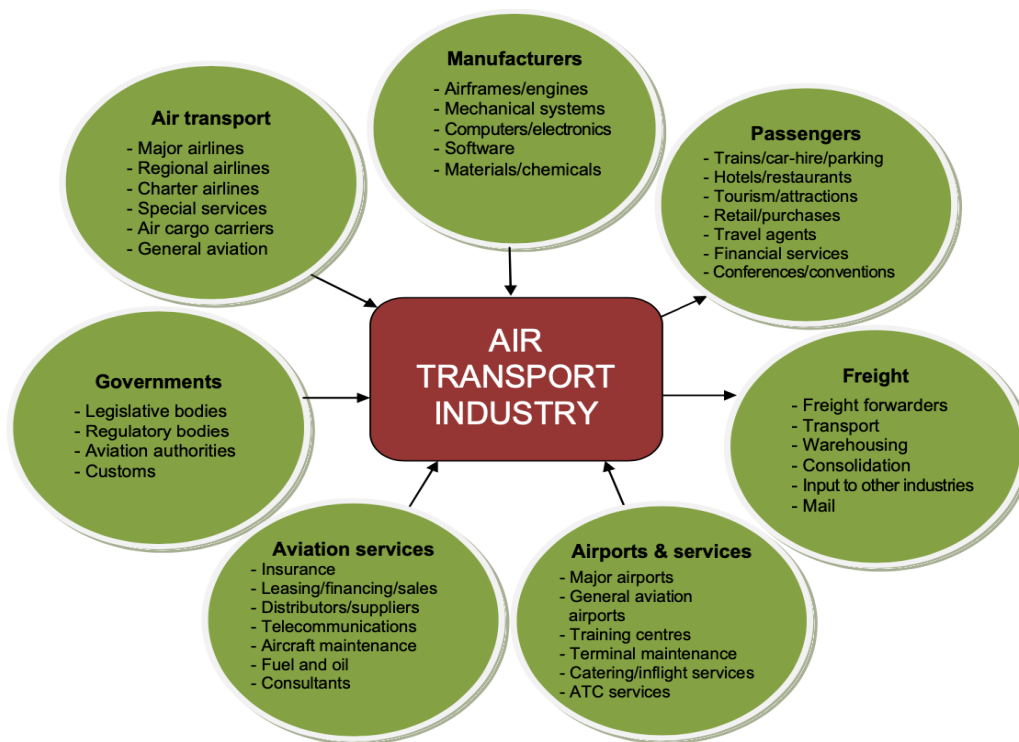 Manufacturers
- Airframes/engines
- Mechanical systems
- Computers/electronics
- Software
- Materials/chemicals
Air transport
- Major airlines
- Regional airlines
- Charter airlines
- Special services
- Air cargo carriers
- General aviation
Passengers
- Trains/car-hire/parking
- Hotels/restaurants
- Tourism/attractions
- Retail/purchases
- Travel agents
- Financial services
- Conferences/conventions
AIR
TRANSPORT
INDUSTRY
Governments
- Legislative bodies
- Regulatory bodies
- Aviation authorities
- Customs
Freight
- Freight forwarders
- Transport
- Warehousing
- Consolidation
- Input to other industries
- Mail
Aviation services
- Insurance
- Leasing/financing/sales
- Distributors/suppliers
- Telecommunications
- Aircraft maintenance
- Fuel and oil
- Consultants
Airports & services
- Major airports
- General aviation
airports
- Training centres
- Terminal maintenance
- Catering/inflight services
- ATC services